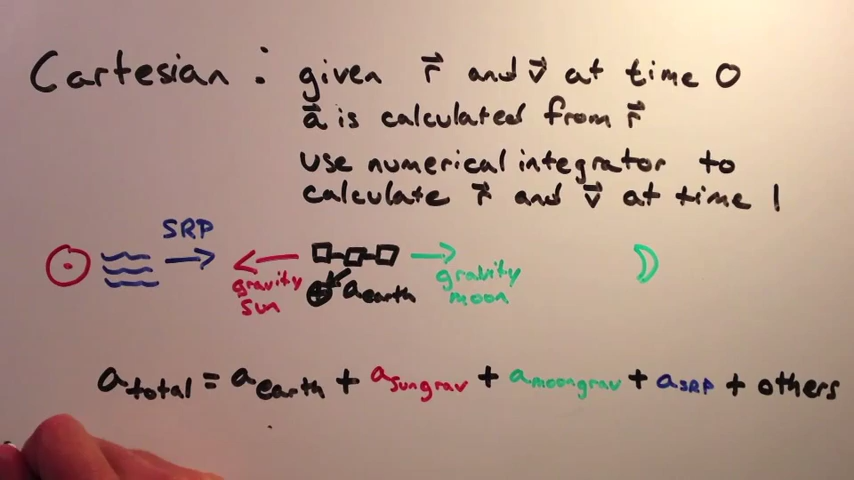 Cartesian : given r⃗ and v⃗ at time 0
a⃗ is calculated from r⃗
use numerical integrator to
calculate r⃗ and v⃗ at time 1
SRP
gravity sun
a earth
gravity moon
a total = a earth + a sungrav + a moongrav + a SRP + others